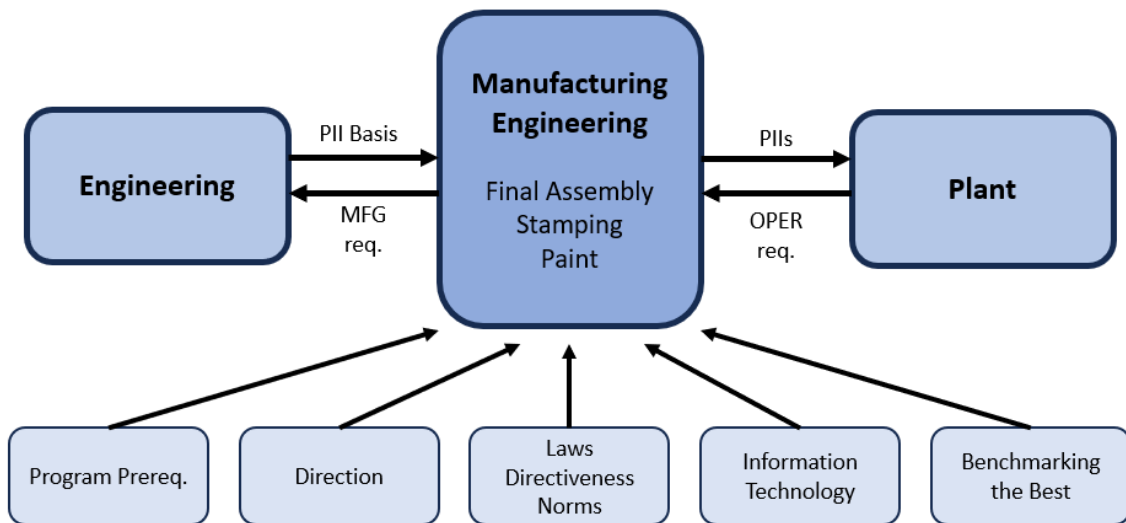 Manufacturing
Engineering
Final Assembly
Stamping
Paint
Engineering
PII Basis
MFG
req.
PIIs
OPER
req.
Plant
Program Prereq.
Direction
Laws
Directiveness
Norms
Information
Technology
Benchmarking
the Best